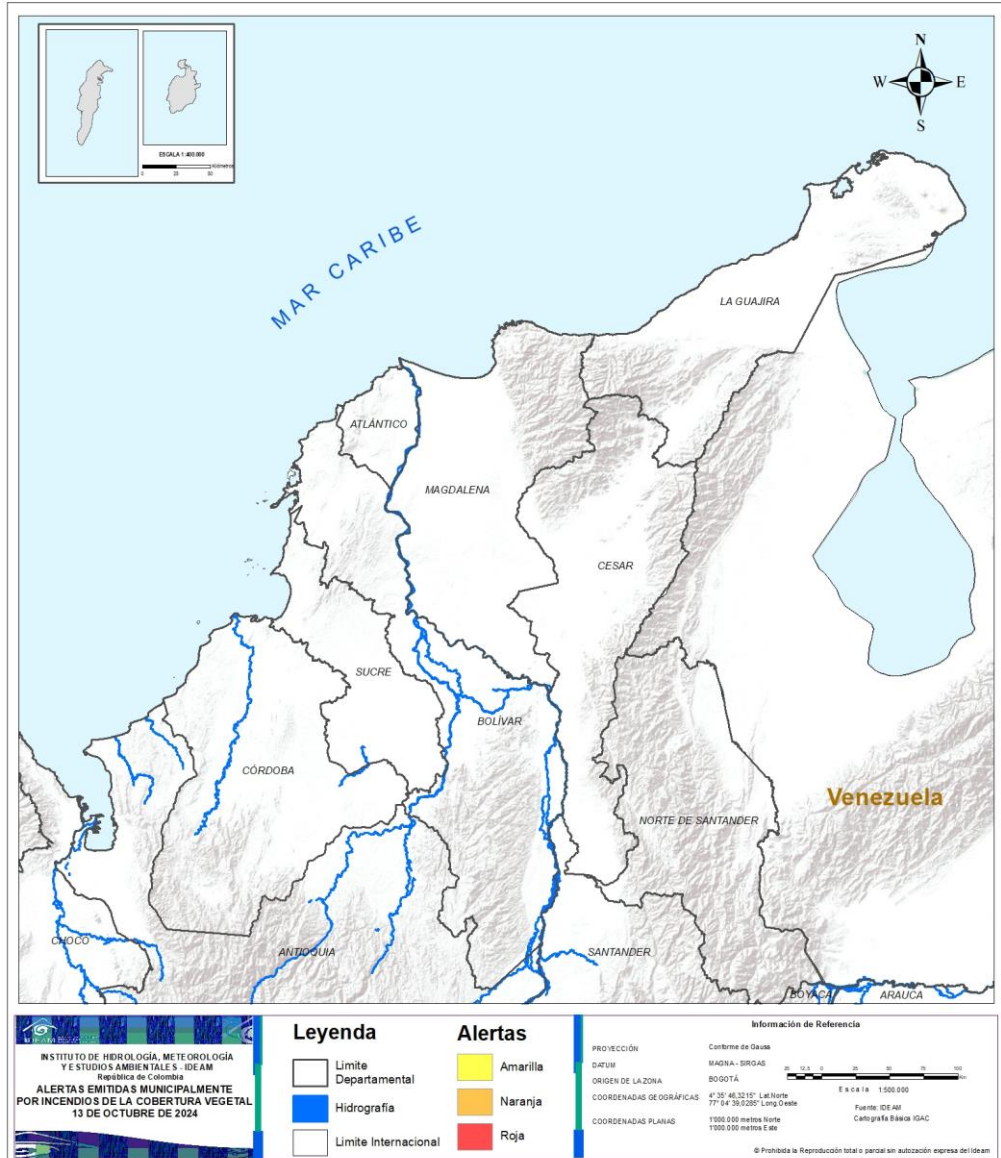 ESCALA 1:400.000
Kilómetros
N
W
E
S
MAR CARIBE
LA GUAJIRA
ATLÁNTICO
MAGDALENA
CESAR
SUCRE
BOLÍVAR
CÓRDOBA
Venezuela
NORTE DE SANTANDER
CHOCÓ
ANTIOQUIA
SANTANDER
BOYACÁ
ARAUCA
IDEAM
INSTITUTO DE HIDROLOGÍA, METEOROLOGÍA
Y ESTUDIOS AMBIENTALES - IDEAM
República de Colombia
ALERTAS EMITIDAS MUNICIPALMENTE
POR INCENDIOS DE LA COBERTURA VEGETAL
13 DE OCTUBRE DE 2024
Leyenda
Limite
Departamental
Hidrografía
Limite Internacional
Alertas
Amarilla
Naranja
Roja
Información de Referencia
PROYECCIÓN Conforme de Gauss
DATUM MAGNA - SIRGAS
ORIGEN DE LA ZONA BOGOTÁ
COORDENADAS GEOGRÁFICAS 4° 35' 46,3215" Lat.Norte
77° 04' 39,0285" Long.Oeste
COORDENADAS PLANAS 1'000.000 metros Norte
1'000.000 metros Este
Escala 1:500.000
Fuente: IDEAM
Cartografía Básica IGAC
© Prohibida la Reproducción total o parcial sin autozación expresa del Ideam